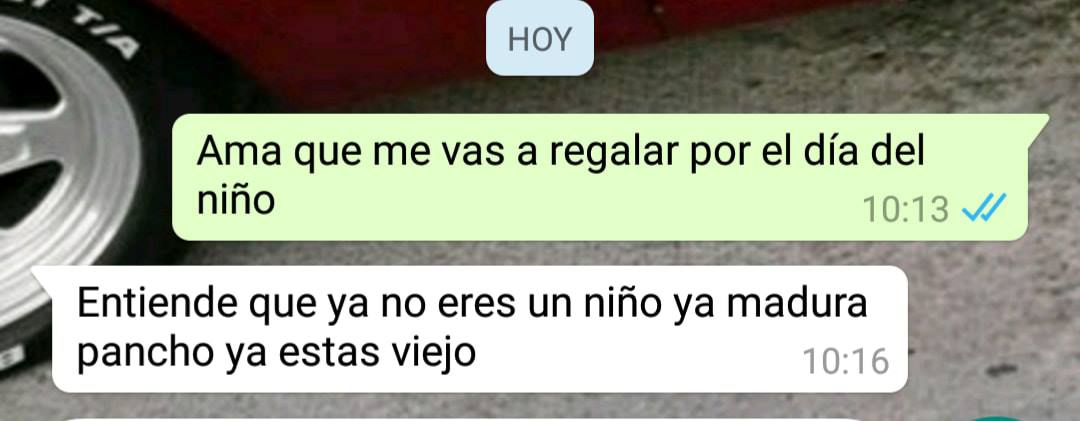 T/A
HOY
Ama que me vas a regalar por el día del
niño
10:13
Entiende que ya no eres un niño ya madura
pancho ya estas viejo
10:16